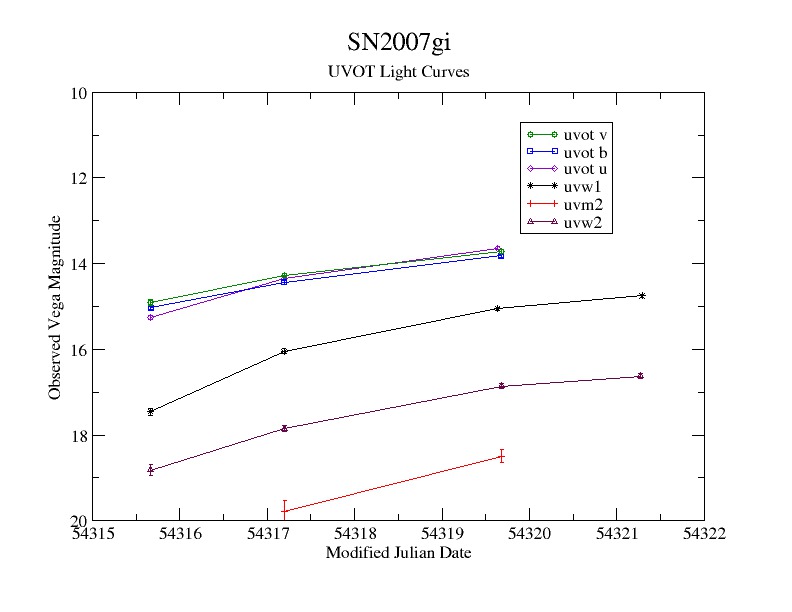 SN2007gi
UVOT Light Curves
10
12
14
16
18
20
Observed Vega Magnitude
uvot v
uvot b
uvot u
uvw1
uvm2
uvw2
54315 54316 54317 54318 54319 54320 54321 54322
Modified Julian Date